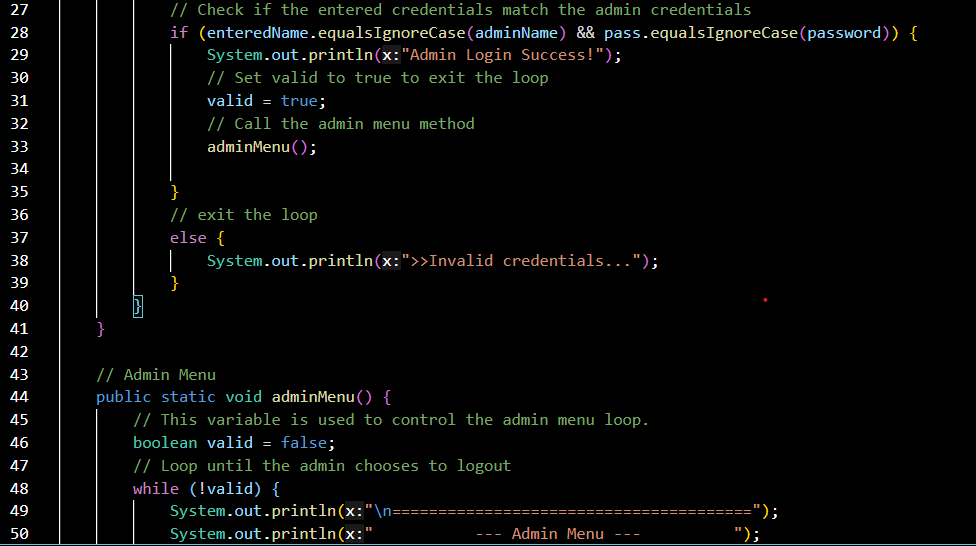 27 // Check if the entered credentials match the admin credentials
28 if (enteredName.equalsIgnoreCase(adminName) && pass.equalsIgnoreCase(password)) {
29 System.out.println(x:"Admin Login Success!");
30 // Set valid to true to exit the loop
31 valid = true;
32 // Call the admin menu method
33 adminMenu();
34
35 }
36 // exit the loop
37 else {
38 System.out.println(x:">>Invalid credentials...");
39 }
40 }
41 }
42
43 // Admin Menu
44 public static void adminMenu() {
45 // This variable is used to control the admin menu loop.
46 boolean valid = false;
47 // Loop until the admin chooses to logout
48 while (!valid) {
49 System.out.println(x:"\n=======================================");
50 System.out.println(x:"           --- Admin Menu ---          ");